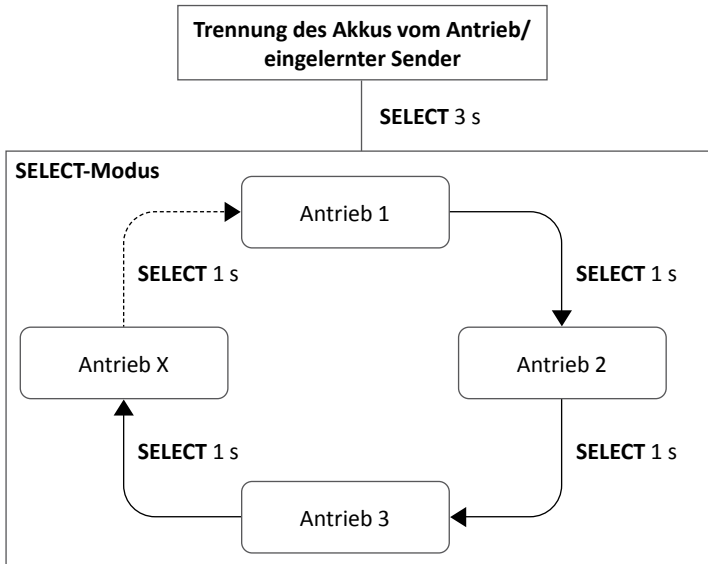 Trennung des Akkus vom Antrieb/
eingelernter Sender
SELECT 3 s
SELECT-Modus
Antrieb 1
SELECT 1 s
SELECT 1 s
Antrieb X
Antrieb 2
SELECT 1 s
SELECT 1 s
Antrieb 3